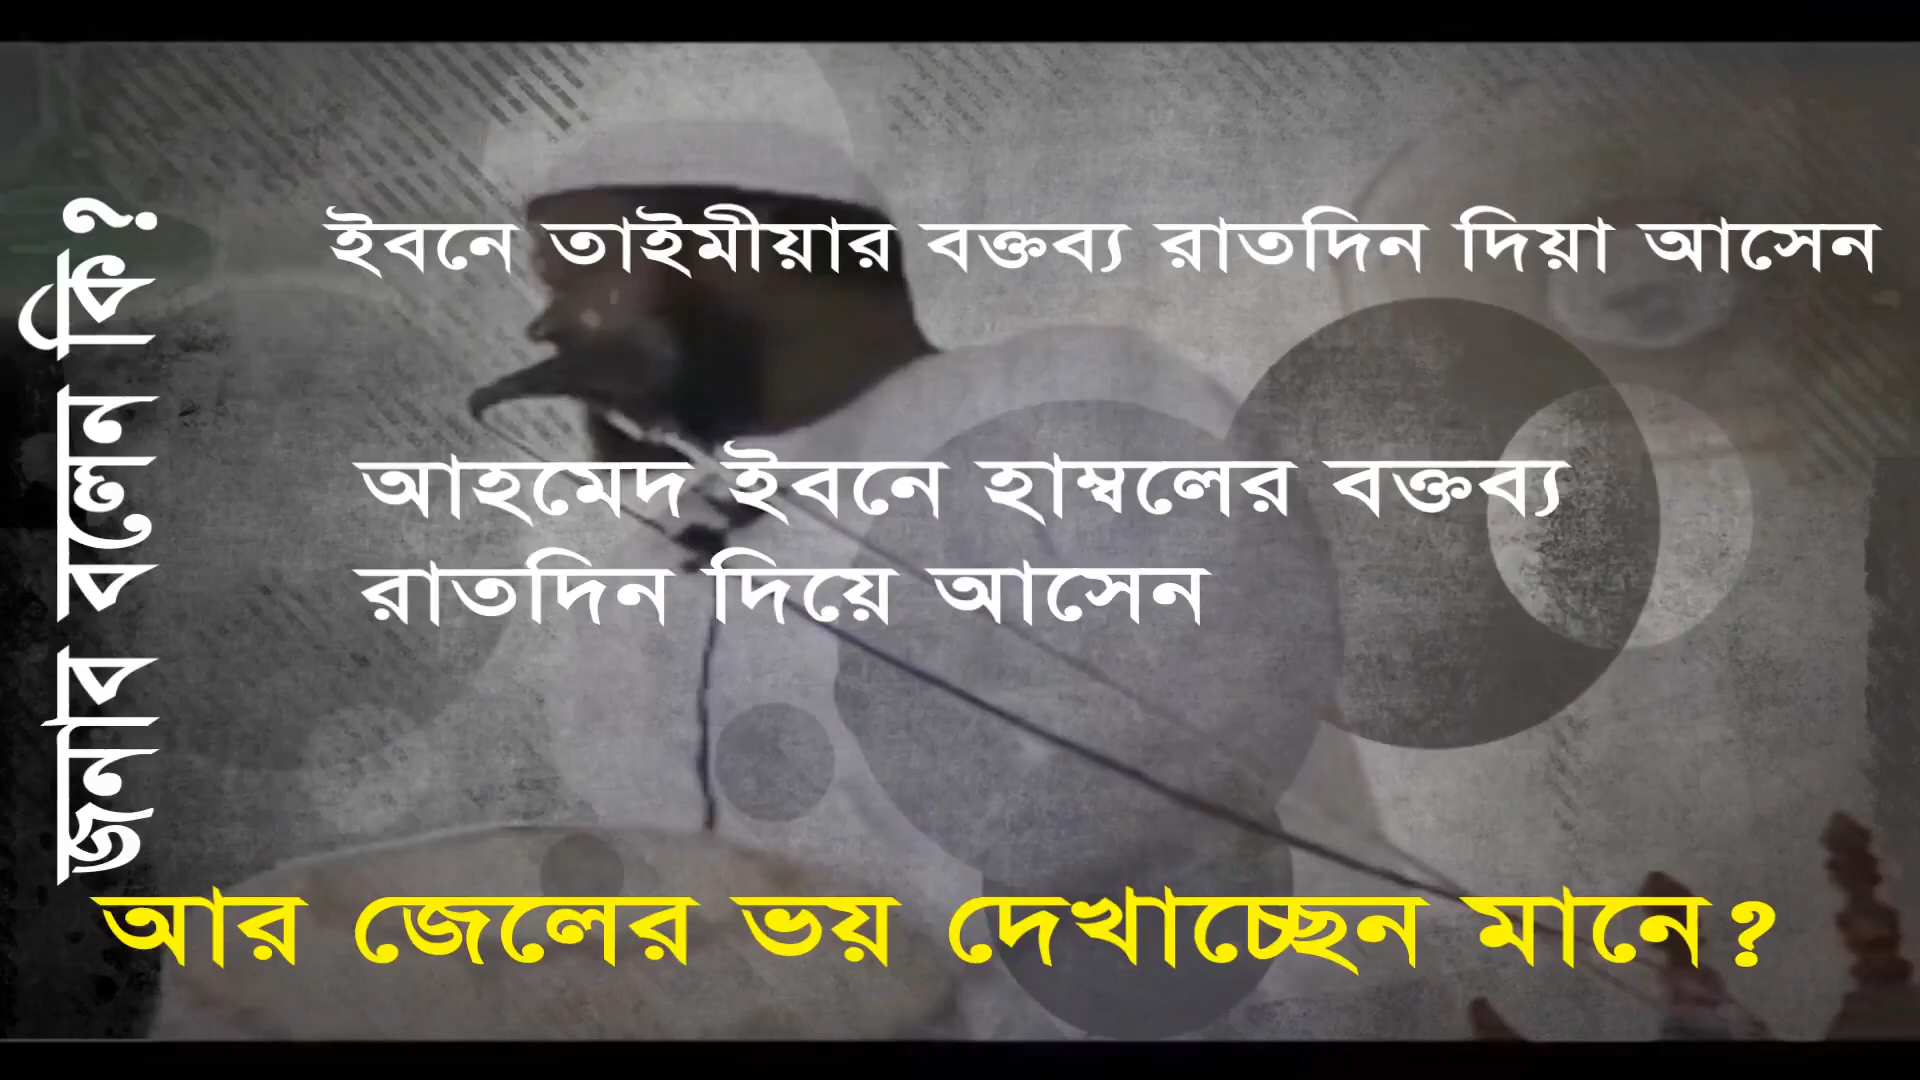 জনাব বলেন কি?
ইবনে তাইমীয়ার বক্তব্য রাতদিন দিয়া আসেন
আহমেদ ইবনে হাম্বলের বক্তব্য
রাতদিন দিয়ে আসেন
আর জেলের ভয় দেখাচ্ছেন মানে?